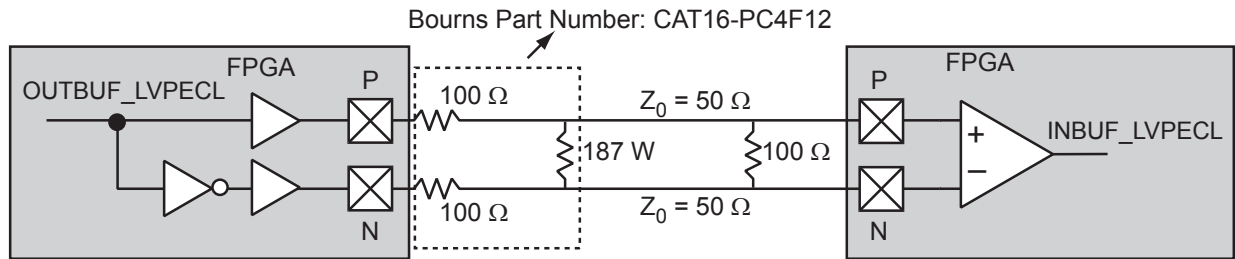 Bourns Part Number: CAT16-PC4F12
FPGA
OUTBUF_LVPECL
P
100 Ω
187 W
100 Ω
N
Z0 = 50 Ω
100 Ω
Z0 = 50 Ω
FPGA
P
+
−
INBUF_LVPECL
N